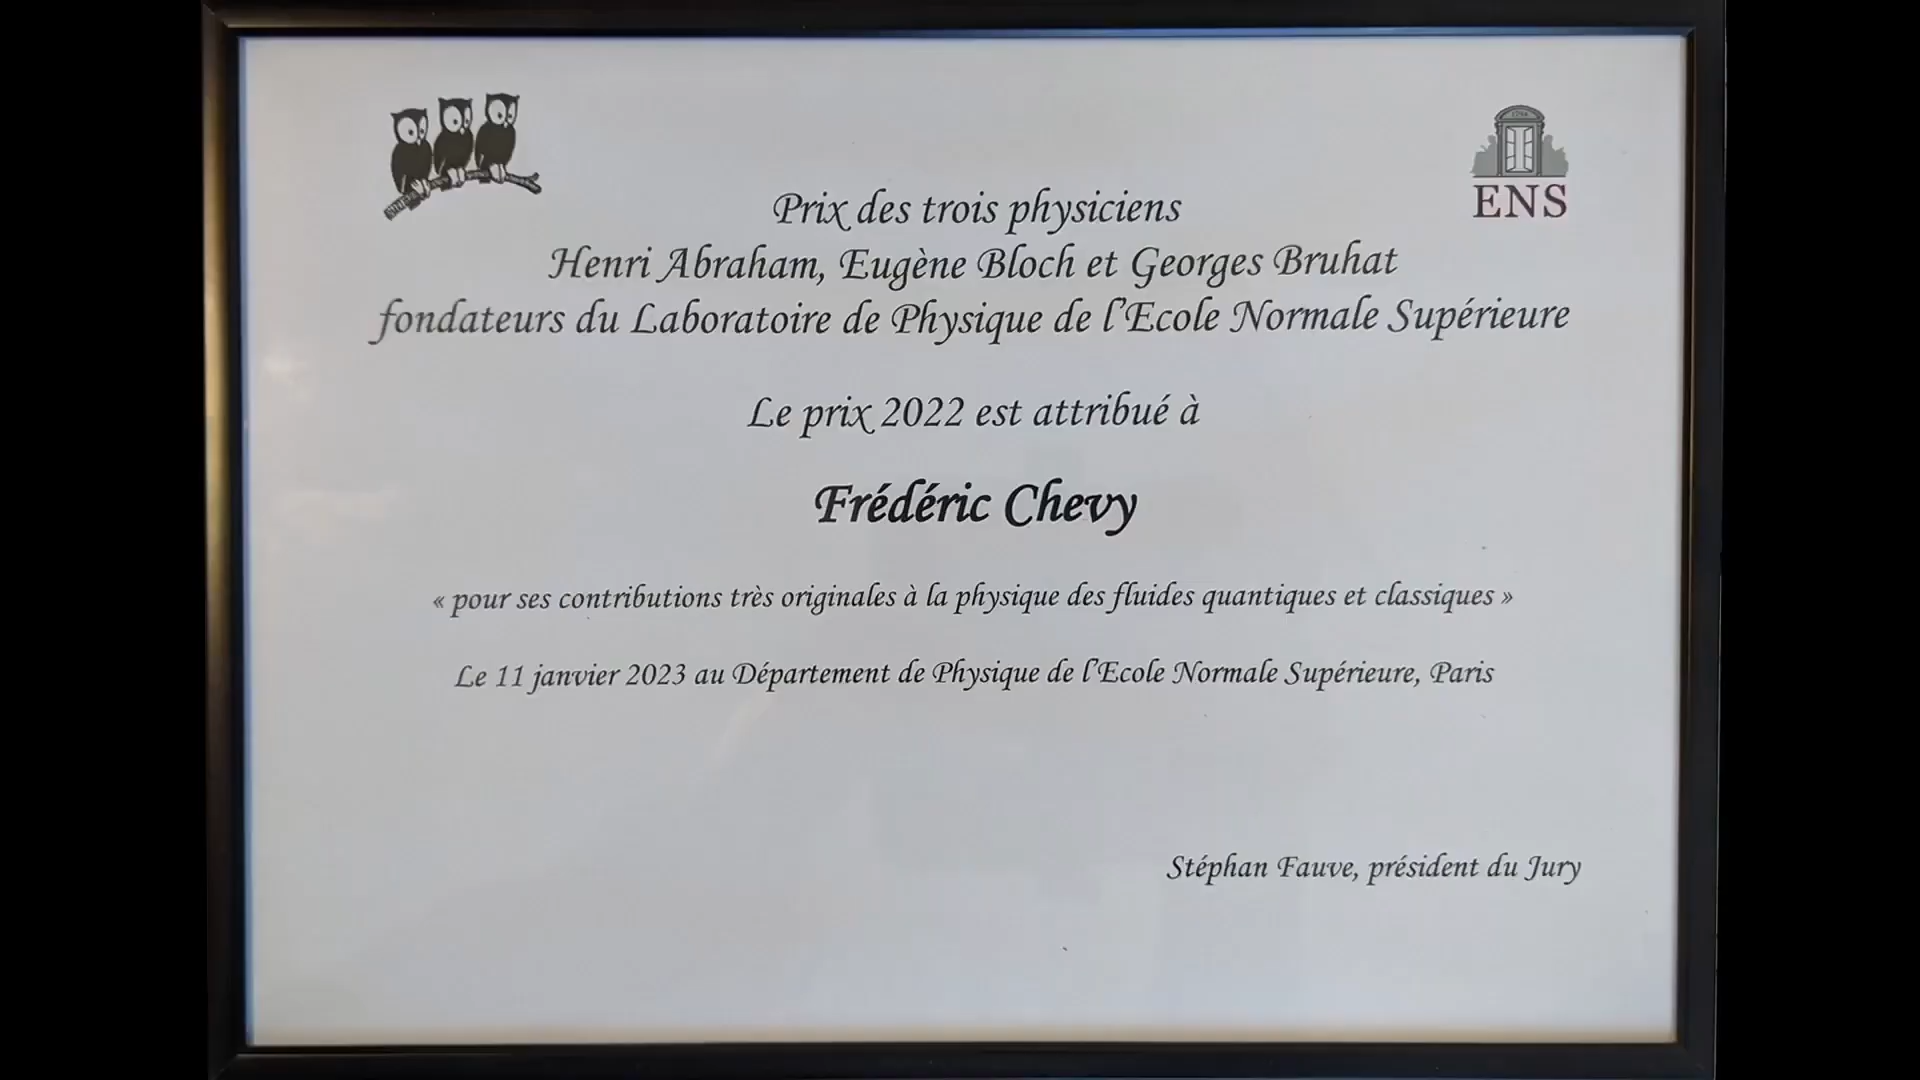 Prix des trois physiciens
Henri Abraham, Eugène Bloch et Georges Bruhat
fondateurs du Laboratoire de Physique de l'Ecole Normale Supérieure
ENS
Le prix 2022 est attribué à
Frédéric Chevy
« pour ses contributions très originales à la physique des fluides quantiques et classiques »
Le 11 janvier 2023 au Département de Physique de l'Ecole Normale Supérieure, Paris
Stéphan Fauve, président du Jury